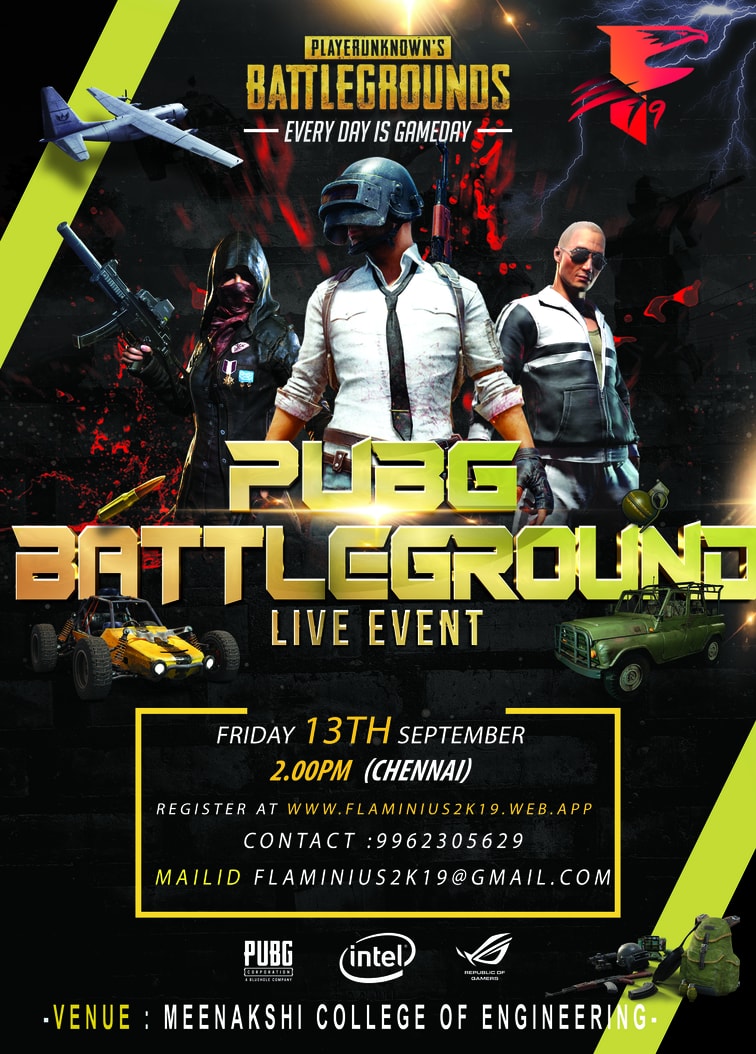 PLAYERUNKNOWN'S
BATTLEGROUNDS
EVERY DAY IS GAMEDAY
19
PUBG
BATTLEGROUND
LIVE EVENT
FRIDAY 13TH SEPTEMBER
2.00PM (CHENNAI)
REGISTER AT WWW.FLAMINIUS2K19.WEB.APP
CONTACT :9962305629
MAILID FLAMINIUS2K19@GMAIL.COM
PUBG
CORPORATION
A BLUEHOLE COMPANY
intel
REPUBLIC OF
GAMERS
-VENUE : MEENAKSHI COLLEGE OF ENGINEERING-